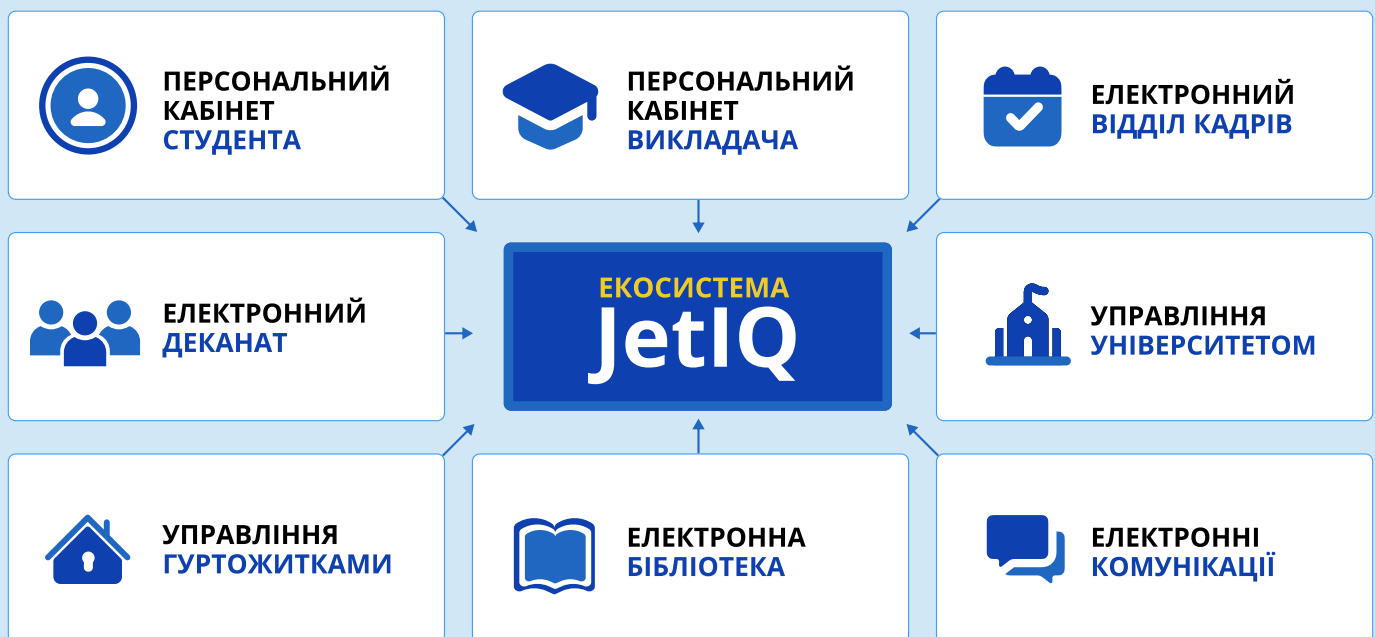 ПЕРСОНАЛЬНИЙ
КАБІНЕТ
СТУДЕНТА
ПЕРСОНАЛЬНИЙ
КАБІНЕТ
ВИКЛАДАЧА
ЕЛЕКТРОННИЙ
ВІДДІЛ КАДРІВ
ЕЛЕКТРОННИЙ
ДЕКАНАТ
ЕКОСИСТЕМА
JetIQ
УПРАВЛІННЯ
УНІВЕРСИТЕТОМ
УПРАВЛІННЯ
ГУРТОЖИТКАМИ
ЕЛЕКТРОННА
БІБЛІОТЕКА
ЕЛЕКТРОННІ
КОМУНІКАЦІЇ